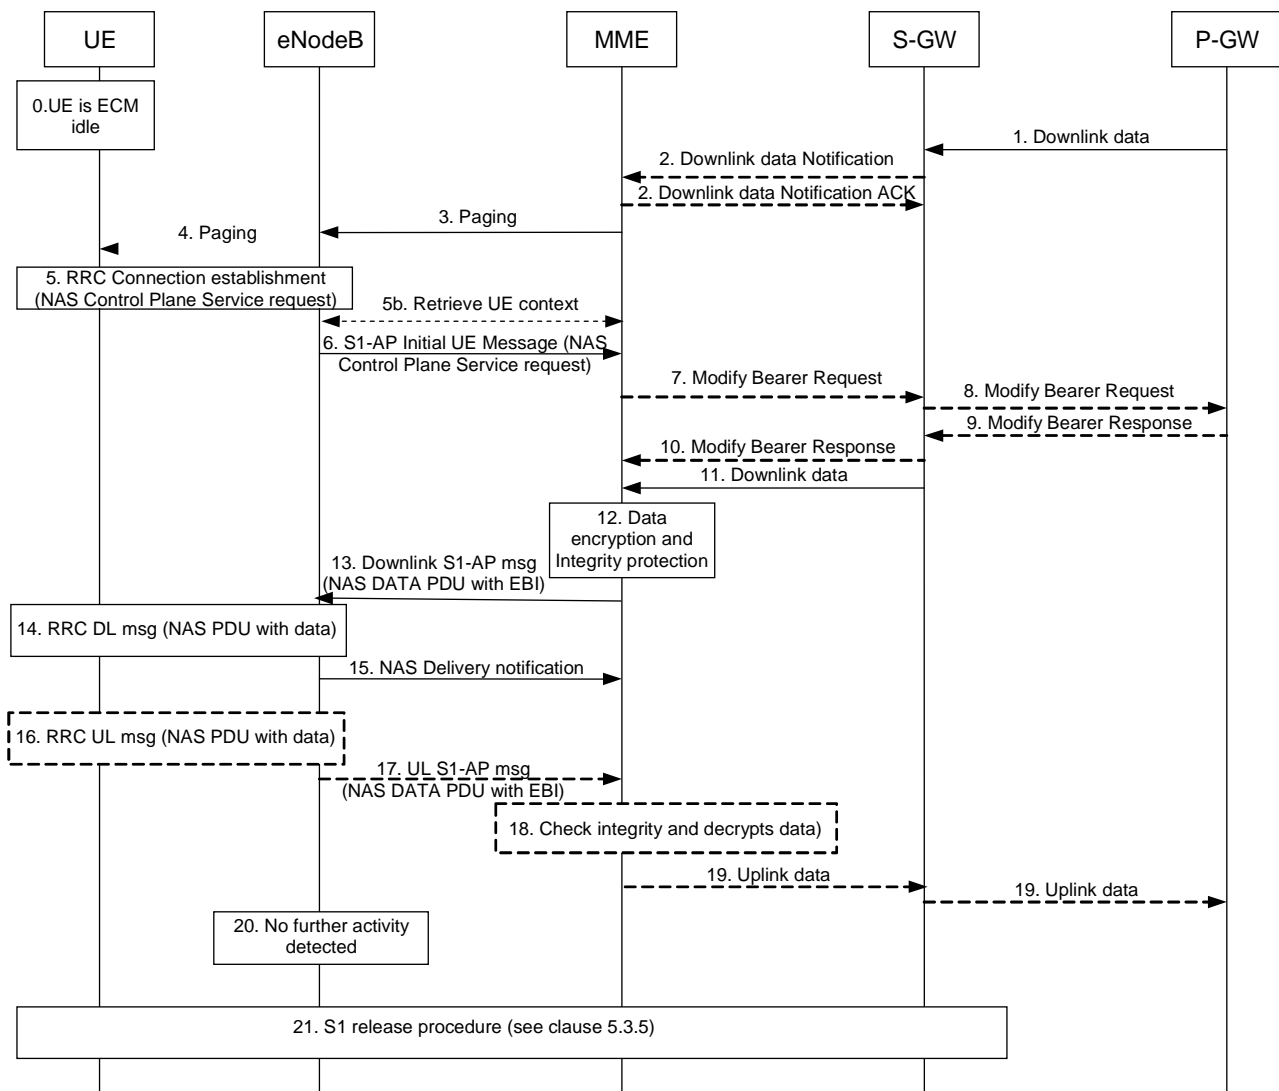 UE
eNodeB
MME
S-GW
P-GW
0.UE is ECM
idle
1. Downlink data
2. Downlink data Notification
2. Downlink data Notification ACK
3. Paging
4. Paging
5. RRC Connection establishment
(NAS Control Plane Service request)
5b. Retrieve UE context
6. S1-AP Initial UE Message (NAS
Control Plane Service request)
7. Modify Bearer Request
8. Modify Bearer Request
9. Modify Bearer Response
10. Modify Bearer Response
11. Downlink data
12. Data
encryption and
Integrity protection
13. Downlink S1-AP msg
(NAS DATA PDU with EBI)
14. RRC DL msg (NAS PDU with data)
15. NAS Delivery notification
16. RRC UL msg (NAS PDU with data)
17. UL S1-AP msg
(NAS DATA PDU with EBI)
18. Check integrity and decrypts data)
19. Uplink data
19. Uplink data
20. No further activity
detected
21. S1 release procedure (see clause 5.3.5)